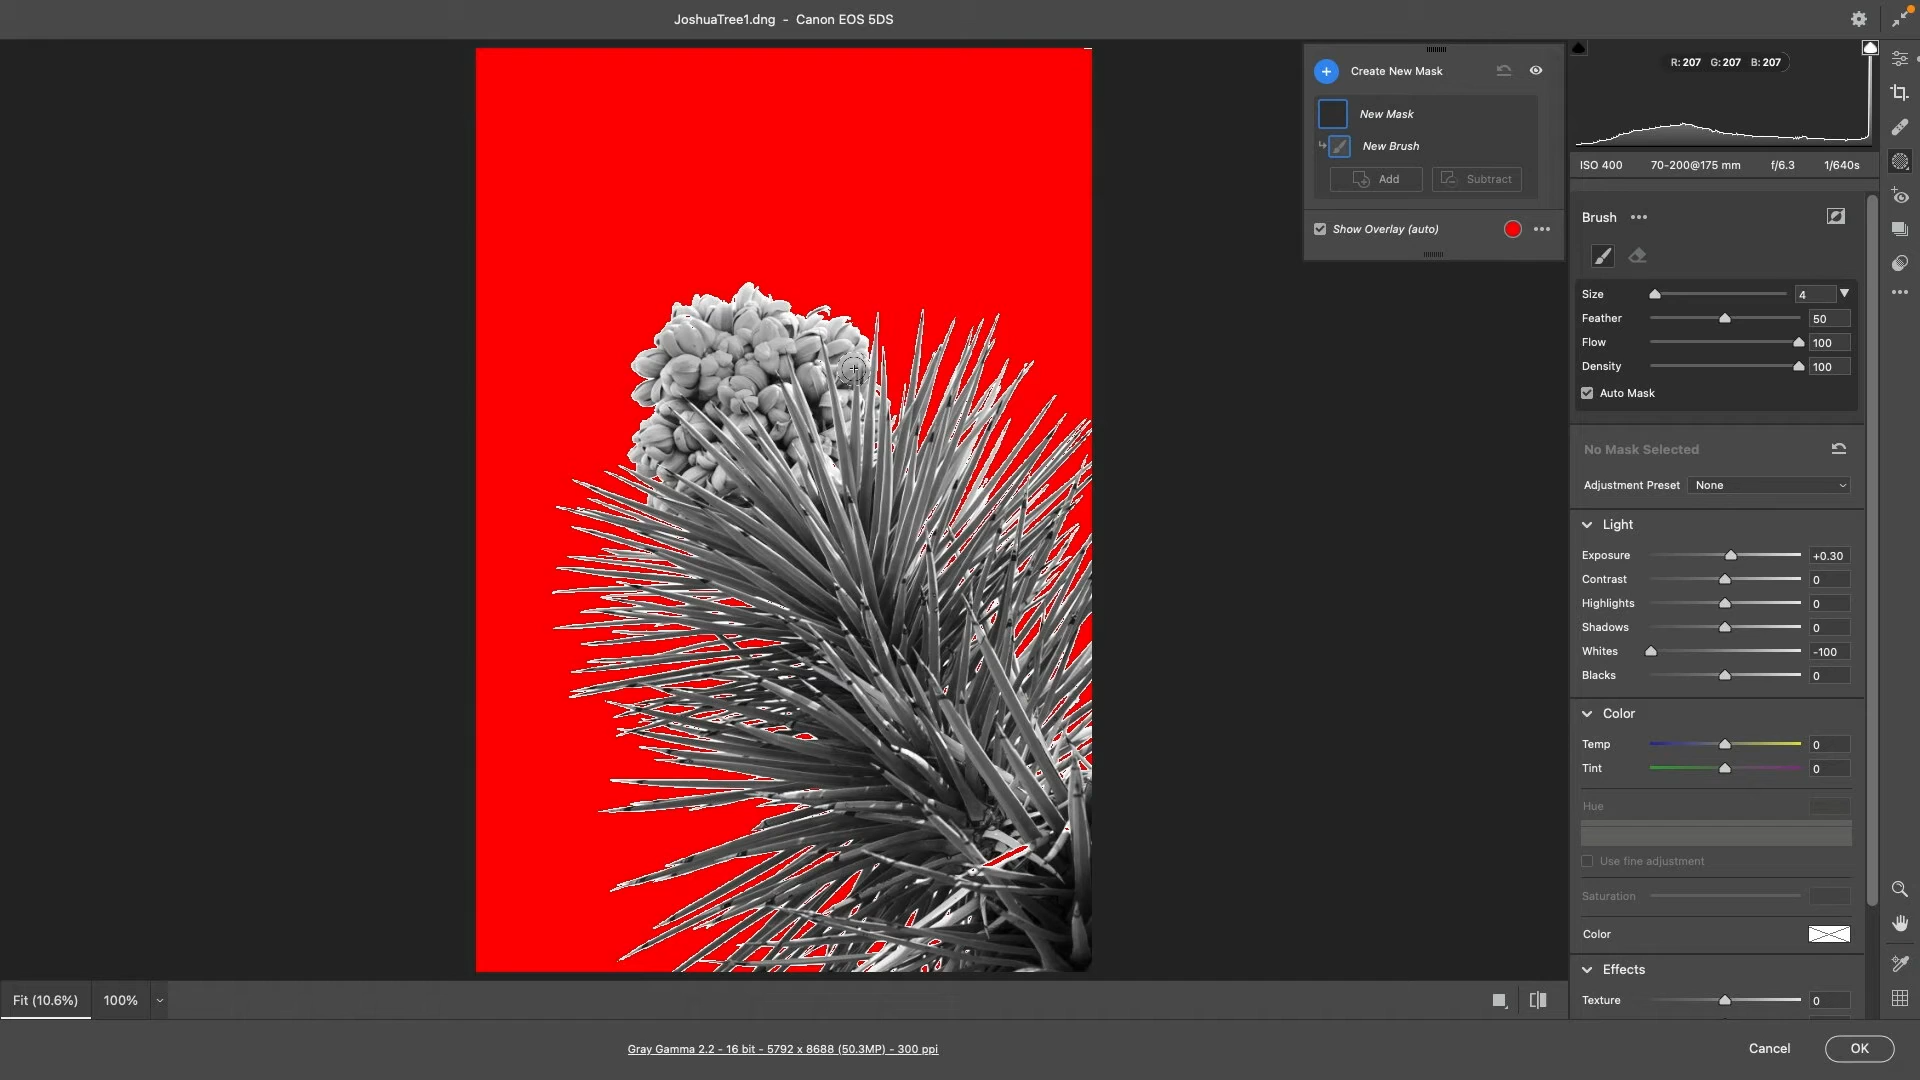 JoshuaTree1.dng - Canon EOS 5DS
Create New Mask
New Mask
New Brush
Add
Subtract
Show Overlay (auto)
R: 207 G: 207 B: 207
ISO 400 70-200@175 mm f/6.3 1/640s
Brush
Size 4
Feather 50
Flow 100
Density 100
Auto Mask
No Mask Selected
Adjustment Preset None
Light
Exposure +0.30
Contrast 0
Highlights 0
Shadows 0
Whites -100
Blacks 0
Color
Temp 0
Tint 0
Hue
Use fine adjustment
Saturation
Color
Effects
Texture 0
Fit (10.6%) 100%
Gray Gamma 2.2 - 16 bit - 5792 x 8688 (50.3MP) - 300 ppi
Cancel OK